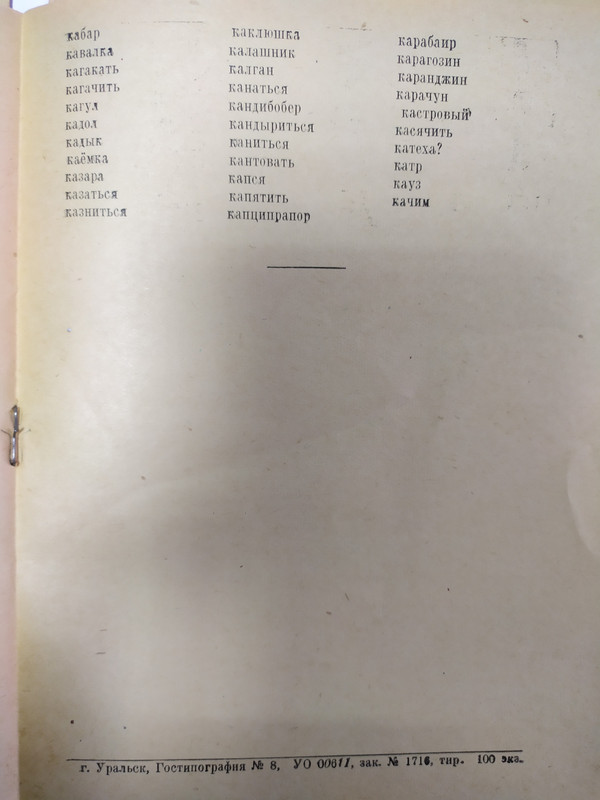 кабар
кавалка
кагакать
кагачить
кагул
кадол
кадык
каёмка
казара
казаться
казниться
каклюшка
калашник
калган
канаться
кандибобер
кандыриться
каниться
кантовать
капся
капятить
капципрапор
карабаир
карагозин
каранджин
карачун
кастровый
касячить
катеха?
катр
кауз
качим
г. Уральск, Гостипография № 8, УО 00611, зак. № 1716, тир. 100 экз.